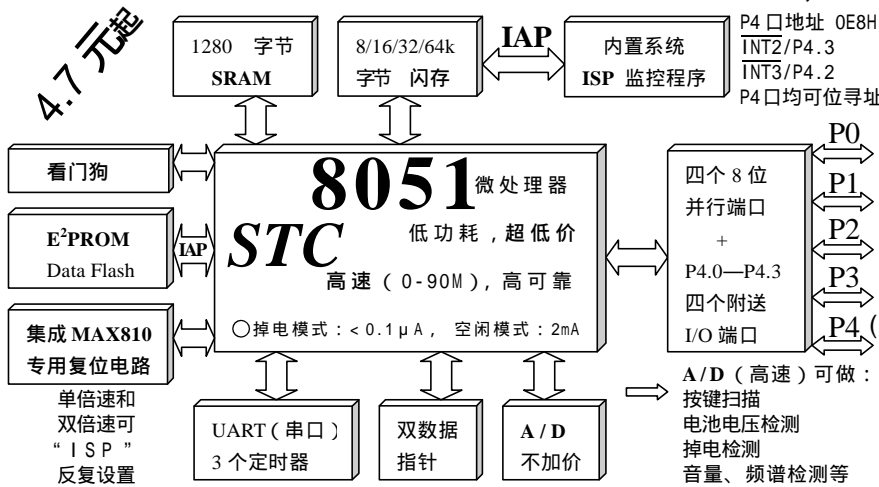 4.7 元起
1280 字节
SRAM
8/16/32/64k
字节 闪存
IAP
内置系统
ISP 监控程序
P4口地址 0E8H
INT2/P4.3
INT3/P4.2
P4口均可位寻址
看门狗
E²PROM
Data Flash
IAP
集成 MAX810
专用复位电路
单倍速和
双倍速可
“ISP”
反复设置
8051 微处理器
STC 低功耗,超低价
高速(0-90M),高可靠
○掉电模式:<0.1μA, 空闲模式:2mA
四个 8 位
并行端口
+
P4.0—P4.3
四个附送
I/O 端口
P0
P1
P2
P3
P4 (
UART(串口)
3 个定时器
双数据
指针
A/D
不加价
A/D(高速)可做:
按键扫描
电池电压检测
掉电检测
音量、频谱检测等